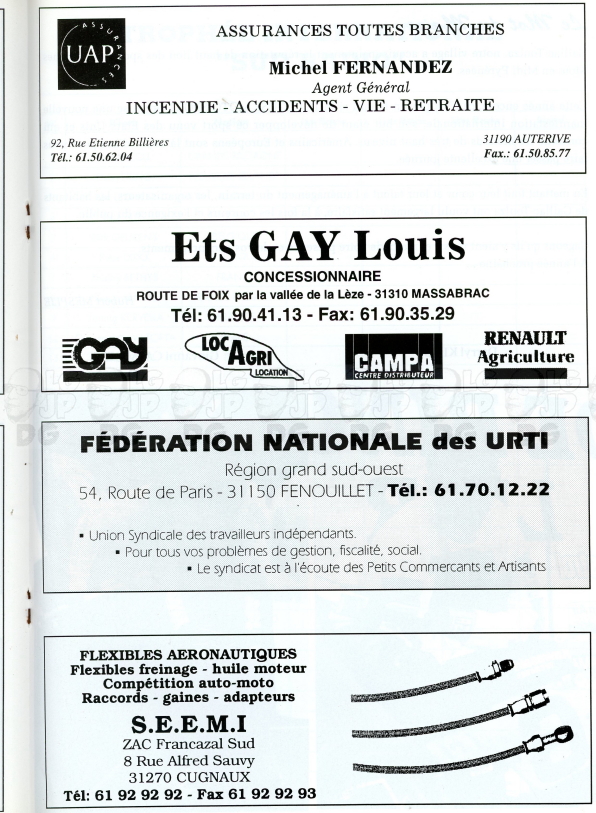 ASSURANCES
UAP
ASSURANCES TOUTES BRANCHES
Michel FERNANDEZ
Agent Général
INCENDIE - ACCIDENTS - VIE - RETRAITE
92, Rue Etienne Billières
Tél.: 61.50.62.04
31190 AUTERIVE
Fax.: 61.50.85.77
Ets GAY Louis
CONCESSIONNAIRE
ROUTE DE FOIX par la vallée de la Lèze - 31310 MASSABRAC
Tél: 61.90.41.13 - Fax: 61.90.35.29
GAY
LOC AGRI
LOCATION
CAMPA
CENTRE DISTRIBUTEUR
RENAULT
Agriculture
FÉDÉRATION NATIONALE des URTI
Région grand sud-ouest
54, Route de Paris - 31150 FENOUILLET - Tél.: 61.70.12.22
▪ Union Syndicale des travailleurs indépendants.
▪ Pour tous vos problèmes de gestion, fiscalité, social.
▪ Le syndicat est à l'écoute des Petits Commercants et Artisants
FLEXIBLES AERONAUTIQUES
Flexibles freinage - huile moteur
Compétition auto-moto
Raccords - gaines - adapteurs
S.E.E.M.I
ZAC Francazal Sud
8 Rue Alfred Sauvy
31270 CUGNAUX
Tél: 61 92 92 92 - Fax 61 92 92 93